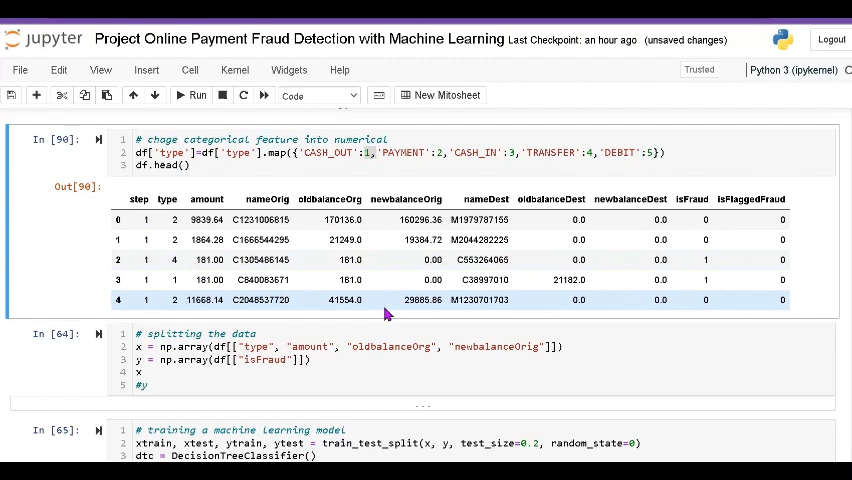 jupyter Project Online Payment Fraud Detection with Machine Learning Last Checkpoint: an hour ago (unsaved changes) Logout
File Edit View Insert Cell Kernel Widgets Help Trusted Python 3 (ipykernel)
Run Code New Mitosheet
In [90]: 1 # chage categorical feature into numerical
2 df['type']=df['type'].map({'CASH_OUT':1,'PAYMENT':2,'CASH_IN':3,'TRANSFER':4,'DEBIT':5})
3 df.head()
Out[90]:
step type amount nameOrig oldbalanceOrg newbalanceOrig nameDest oldbalanceDest newbalanceDest isFraud isFlaggedFraud
0 1 2 9839.64 C1231006815 170136.0 160296.36 M1979787155 0.0 0.0 0 0
1 1 2 1864.28 C1666544295 21249.0 19384.72 M2044282225 0.0 0.0 0 0
2 1 4 181.00 C1305486145 181.0 0.00 C553264065 0.0 0.0 1 0
3 1 1 181.00 C840083671 181.0 0.00 C38997010 21182.0 0.0 1 0
4 1 2 11668.14 C2048537720 41554.0 29885.86 M1230701703 0.0 0.0 0 0
In [64]: 1 # splitting the data
2 x = np.array(df[["type", "amount", "oldbalanceOrg", "newbalanceOrig"]])
3 y = np.array(df[["isFraud"]])
4 x
5 #y
...
In [65]: 1 # training a machine learning model
2 xtrain, xtest, ytrain, ytest = train_test_split(x, y, test_size=0.2, random_state=0)
3 dtc = DecisionTreeClassifier()